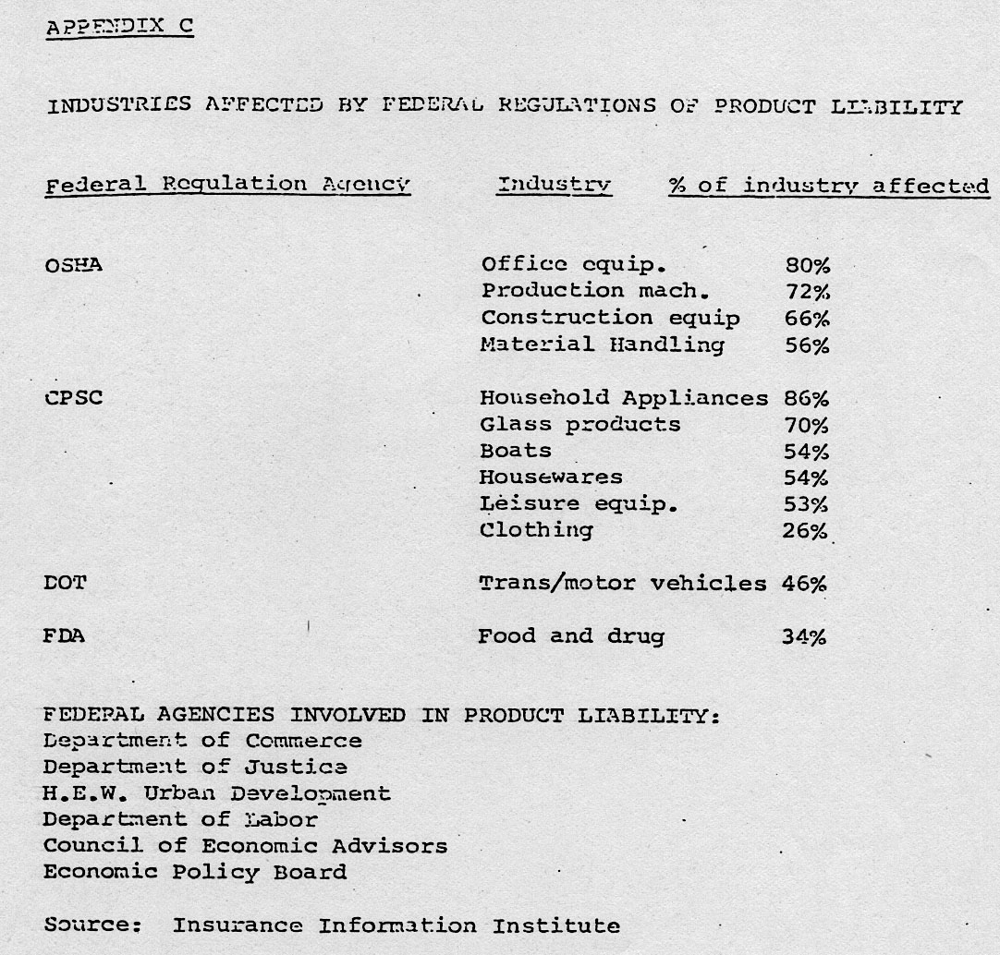 APPENDIX C
INDUSTRIES AFFECTED BY FEDERAL REGULATIONS OF PRODUCT LIABILITY
Federal Regulation Agency Industry % of industry affected
OSHA Office equip. 80%
Production mach. 72%
Construction equip 66%
Material Handling 56%
CPSC Household Appliances 86%
Glass products 70%
Boats 54%
Housewares 54%
Leisure equip. 53%
Clothing 26%
DOT Trans/motor vehicles 46%
FDA Food and drug 34%
FEDERAL AGENCIES INVOLVED IN PRODUCT LIABILITY:
Department of Commerce
Department of Justice
H.E.W. Urban Development
Department of Labor
Council of Economic Advisors
Economic Policy Board
Source: Insurance Information Institute